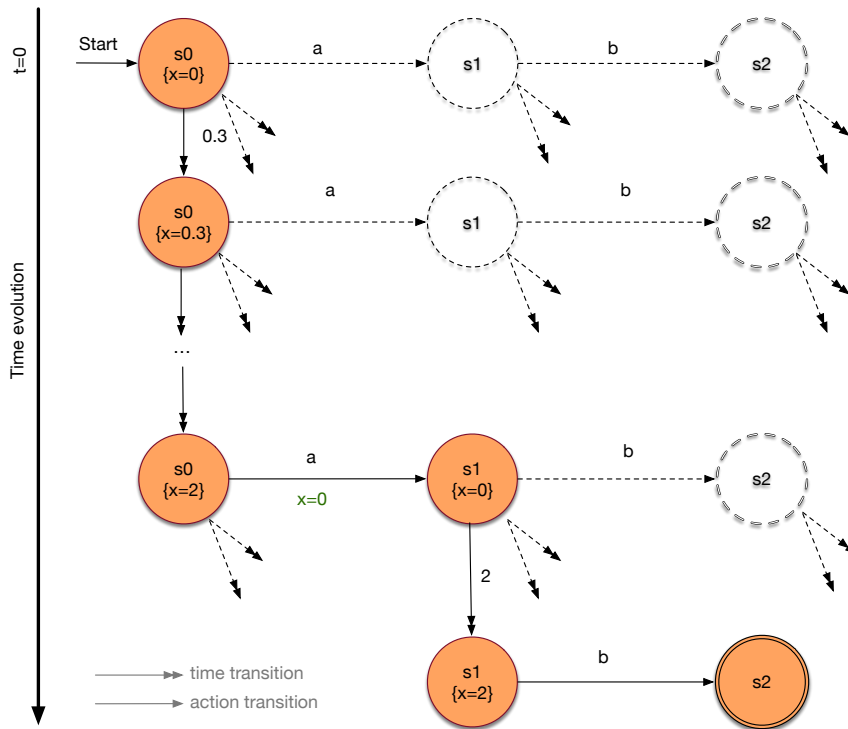 t=0
Start
s0
{x=0}
a
s1
b
s2
0.3
s0
{x=0.3}
a
s1
b
s2
Time evolution
...
s0
{x=2}
a
x=0
s1
{x=0}
b
s2
2
s1
{x=2}
b
s2
time transition
action transition